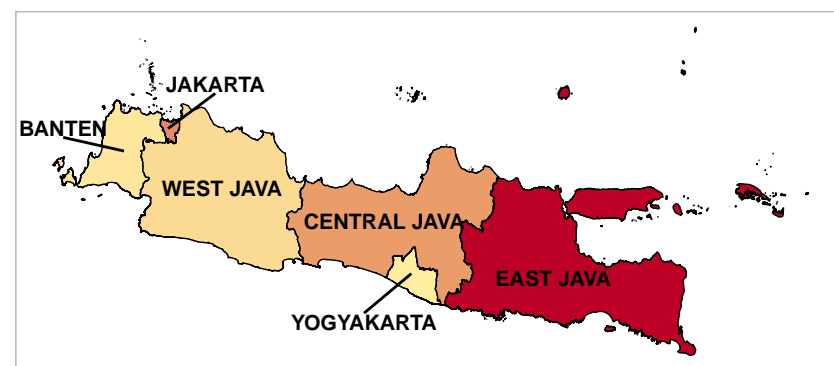 JAKARTA
BANTEN
WEST JAVA
CENTRAL JAVA
EAST JAVA
YOGYAKARTA